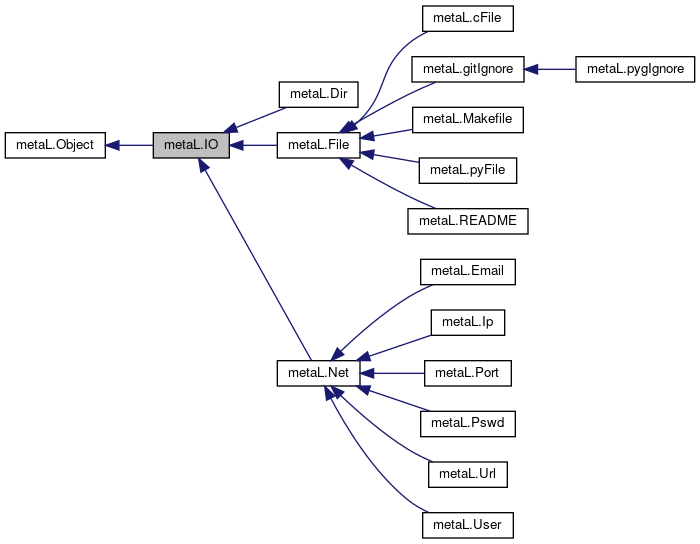 metaL.cFile
metaL.gitIgnore
metaL.pygIgnore
metaL.Dir
metaL.Makefile
metaL.Object
metaL.IO
metaL.File
metaL.pyFile
metaL.README
metaL.Email
metaL.Ip
metaL.Net
metaL.Port
metaL.Pswd
metaL.Url
metaL.User